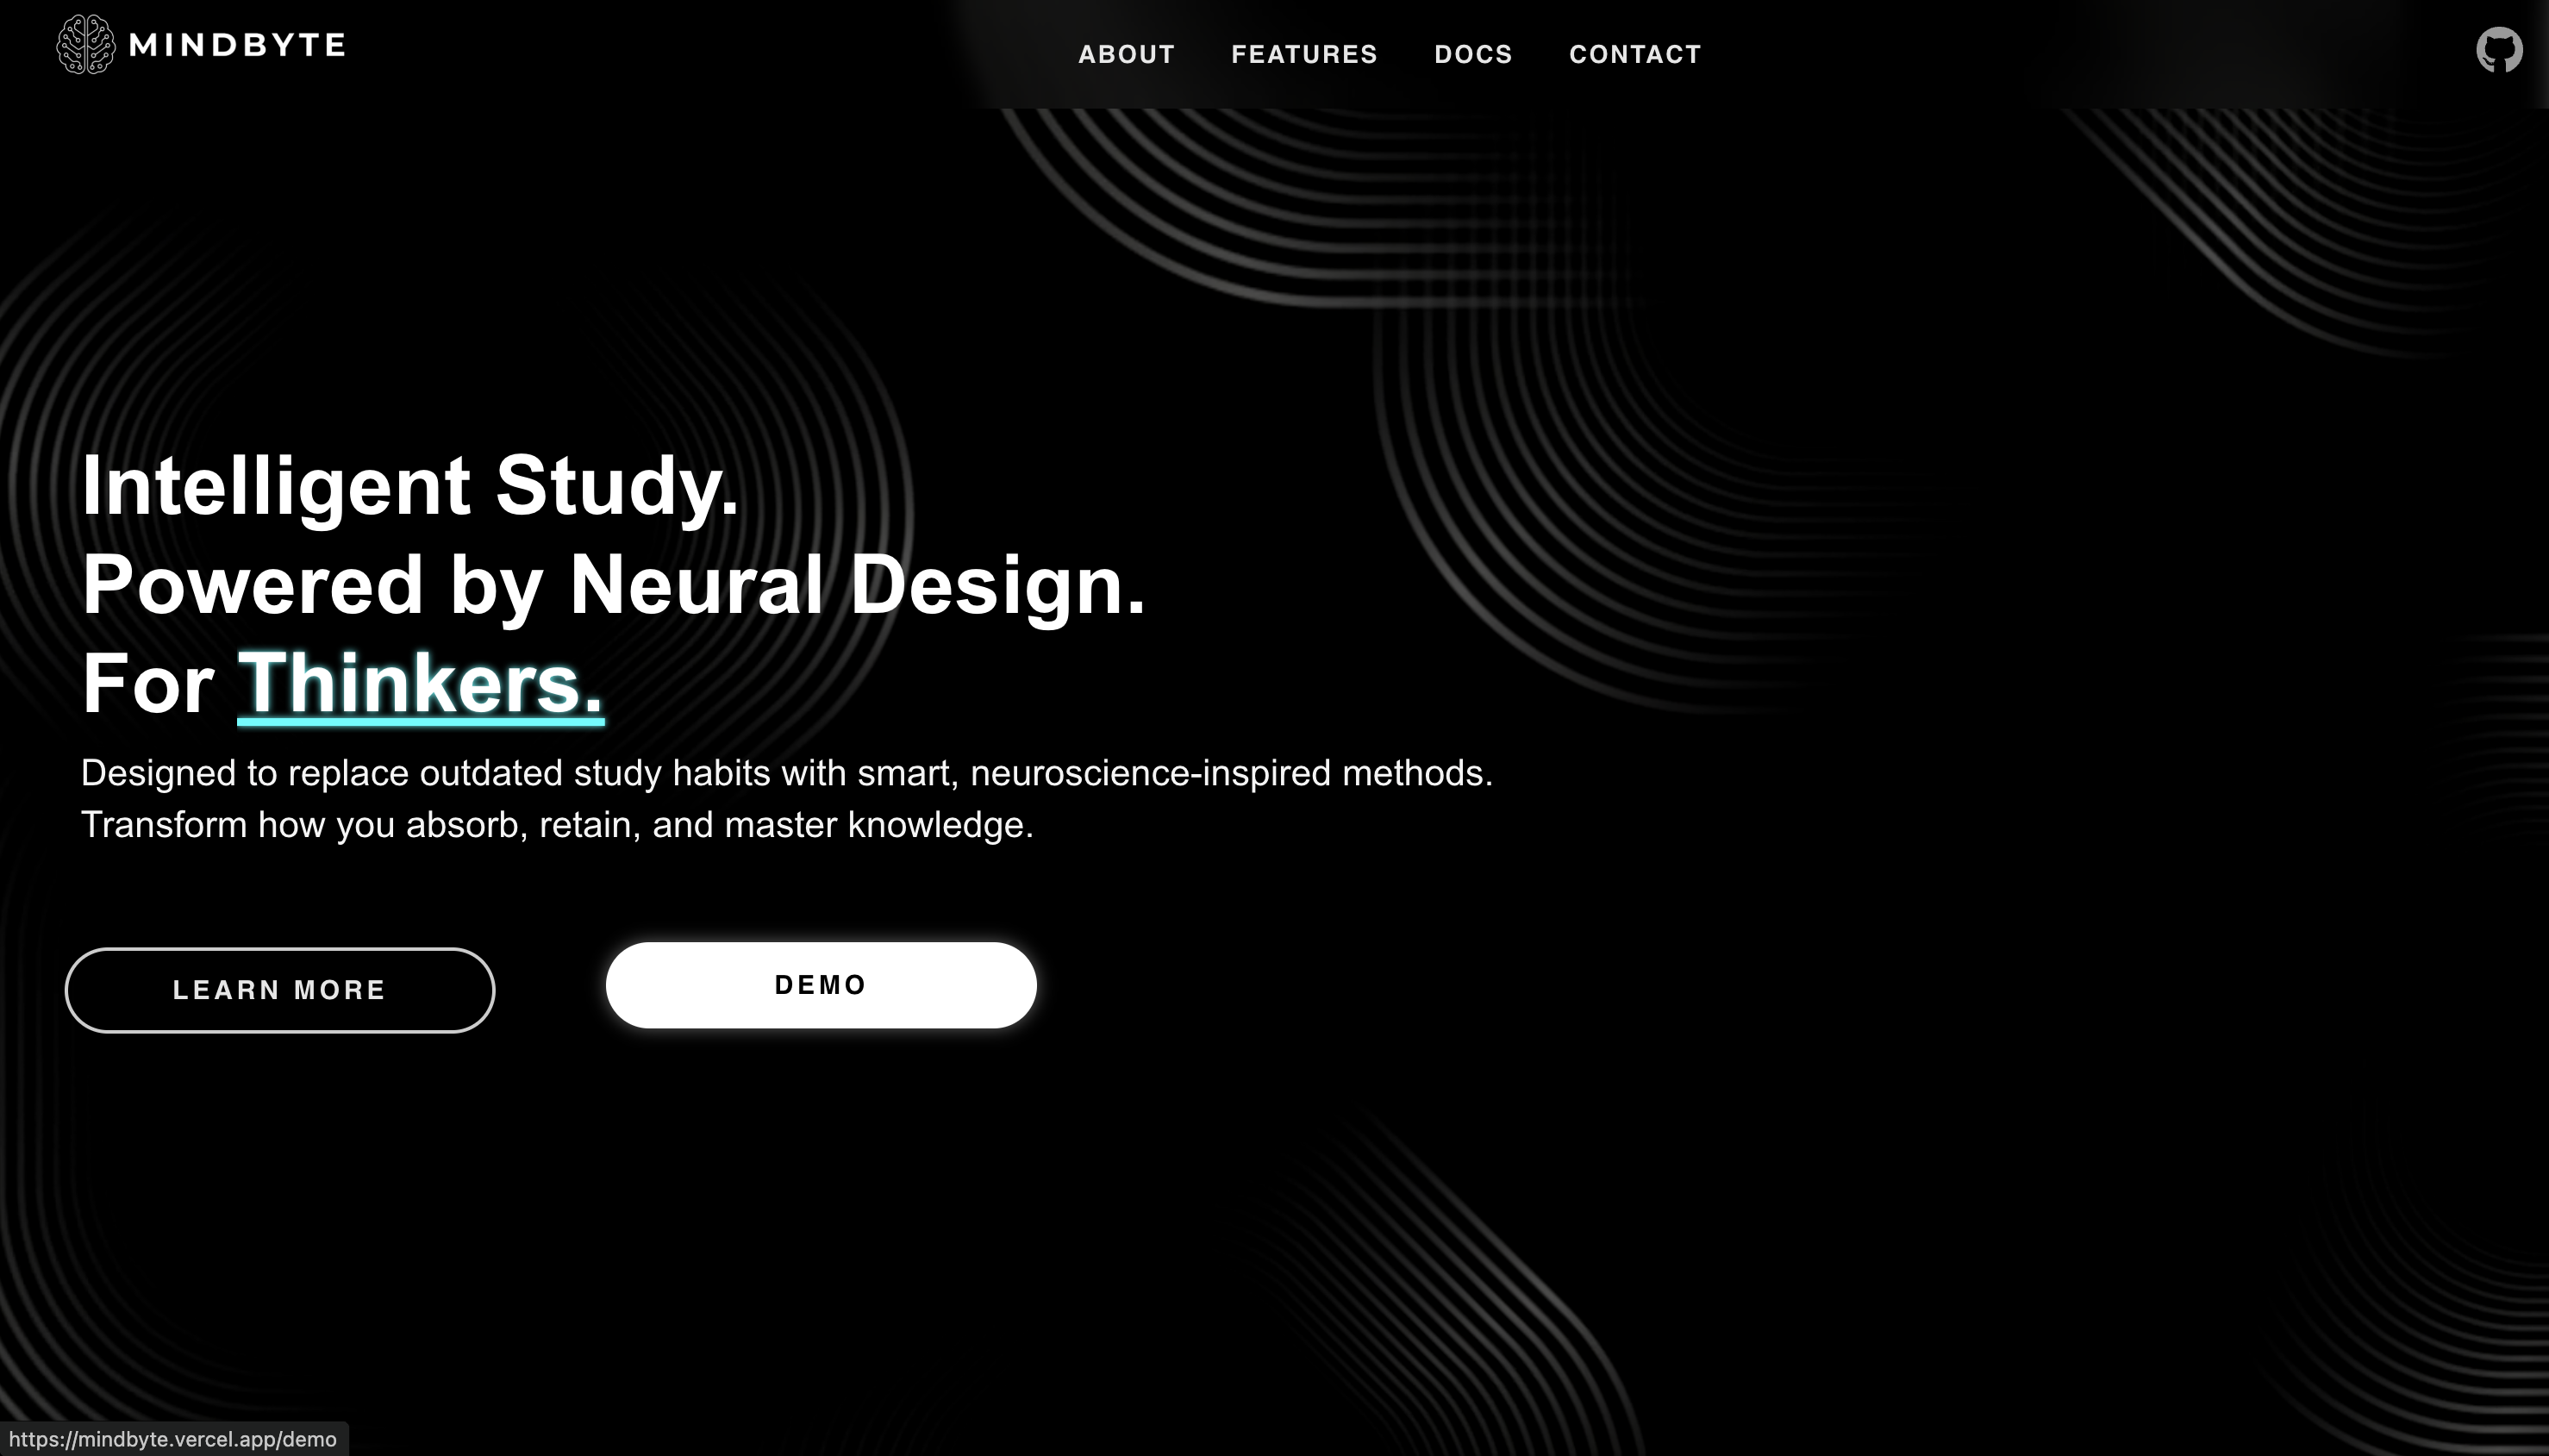 MINDBYTE
ABOUT FEATURES DOCS CONTACT
Intelligent Study.
Powered by Neural Design.
For Thinkers.
Designed to replace outdated study habits with smart, neuroscience-inspired methods.
Transform how you absorb, retain, and master knowledge.
LEARN MORE
DEMO
https://mindbyte.vercel.app/demo